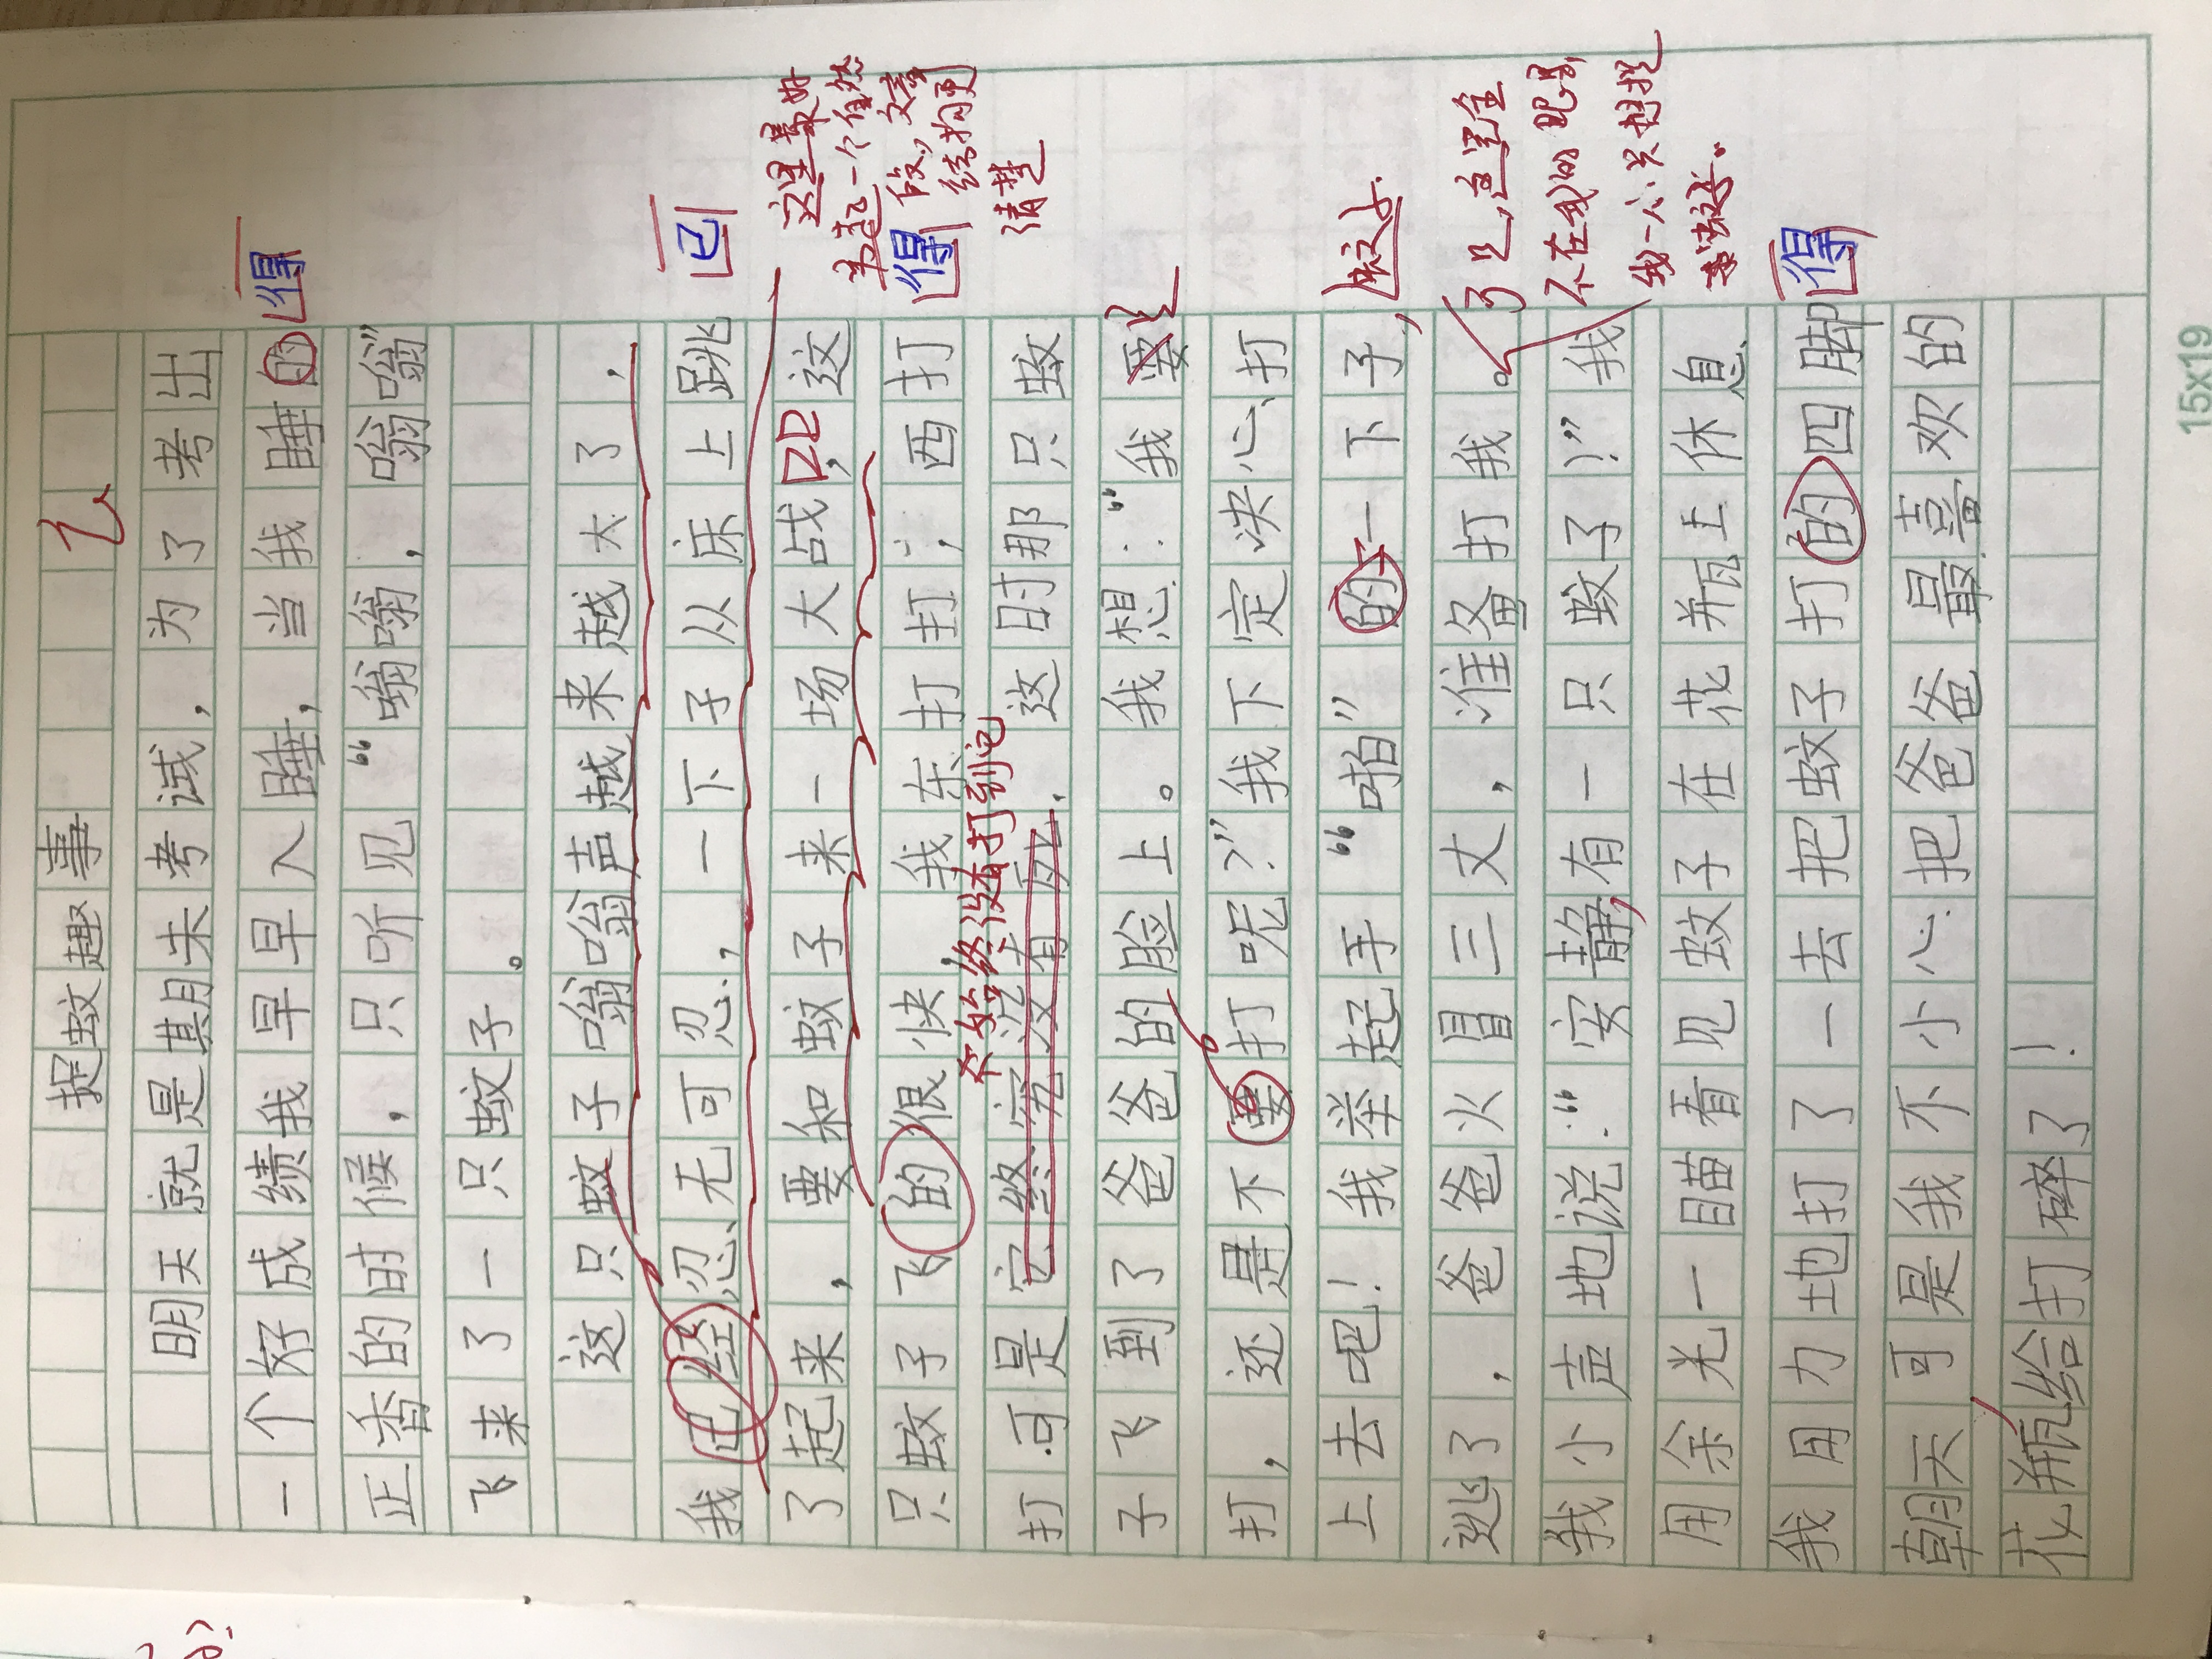 捉蚊趣事
明天就是期末考试，为了考出
一个好成绩我早早入睡，当我睡的
得
正香的时候，只听见“嗡嗡，嗡嗡”
飞来了一只蚊子。
这只蚊子嗡嗡声越来越大了，
我己经忍无可忍，一下子从床上跳
已
了起来，要和蚊子来一场大战，这
这里最好
另起一个自然
段，文章
结构更
清楚
只蚊子飞的很快，我东打打；西打
得
始终没有打到它
打.可是它终究没有死.这时那只蚊
子飞到了爸爸的脸上。我想：“我要
打，还是不要打呢？”我下定决心打
上去吧！我举起手“啪”的一下子，
蚊子.
逃了，爸爸火冒三丈，准备打我。
可是，这完全
不在我的眼里，
我一心只想捉
蚊子。
我小声地说：“安静，有一只蚊子！”我
用余光一瞄看见蚊子在花瓶上休息
我用力地打了一去把蚊子打的四脚
得
朝天，可是我不小心把爸爸最喜欢的
花瓶给打碎了！
15x19